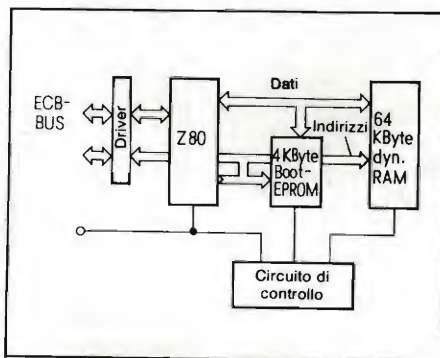 Dati
ECB-
BUS
Driver
Z80
Indirizzi
4 KByte
Boot-
EPROM
64
KByte
dyn.
RAM
Circuito di
controllo